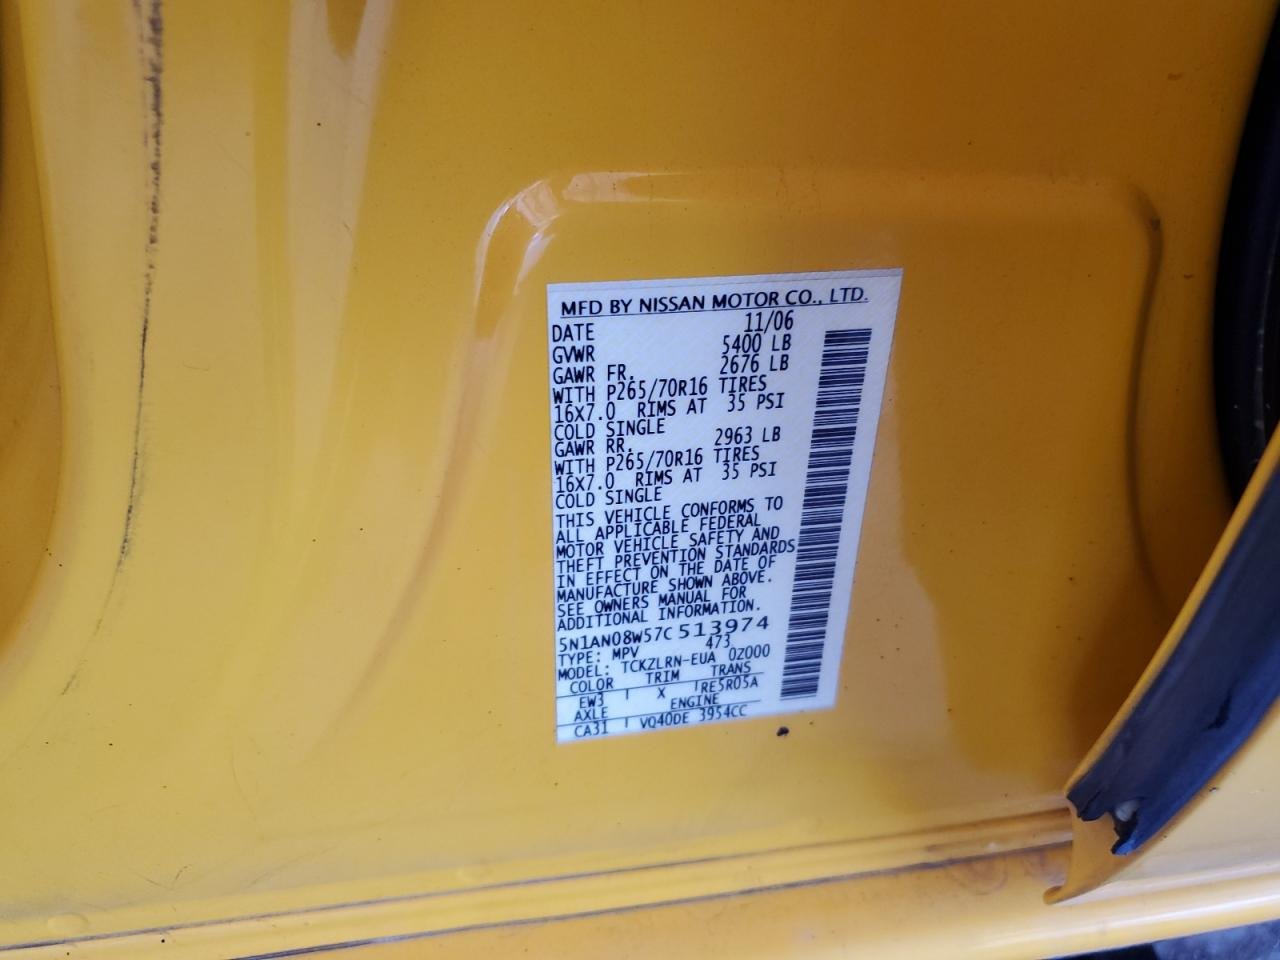 MFD BY NISSAN MOTOR CO., LTD.
DATE 11/06
GVWR 5400 LB
GAWR FR. 2676 LB
WITH P265/70R16 TIRES
16X7.0 RIMS AT 35 PSI
COLD SINGLE
GAWR RR. 2963 LB
WITH P265/70R16 TIRES
16X7.0 RIMS AT 35 PSI
COLD SINGLE
THIS VEHICLE CONFORMS TO
ALL APPLICABLE FEDERAL
MOTOR VEHICLE SAFETY AND
THEFT PREVENTION STANDARDS
IN EFFECT ON THE DATE OF
MANUFACTURE SHOWN ABOVE.
SEE OWNERS MANUAL FOR
ADDITIONAL INFORMATION.
5N1AN08W57C513974
TYPE: MPV 473
MODEL: TCKZLRN-EUA 0Z000
COLOR TRIM TRANS
EW3 X RE5R05A
AXLE ENGINE
CA31 VQ40DE 3954CC